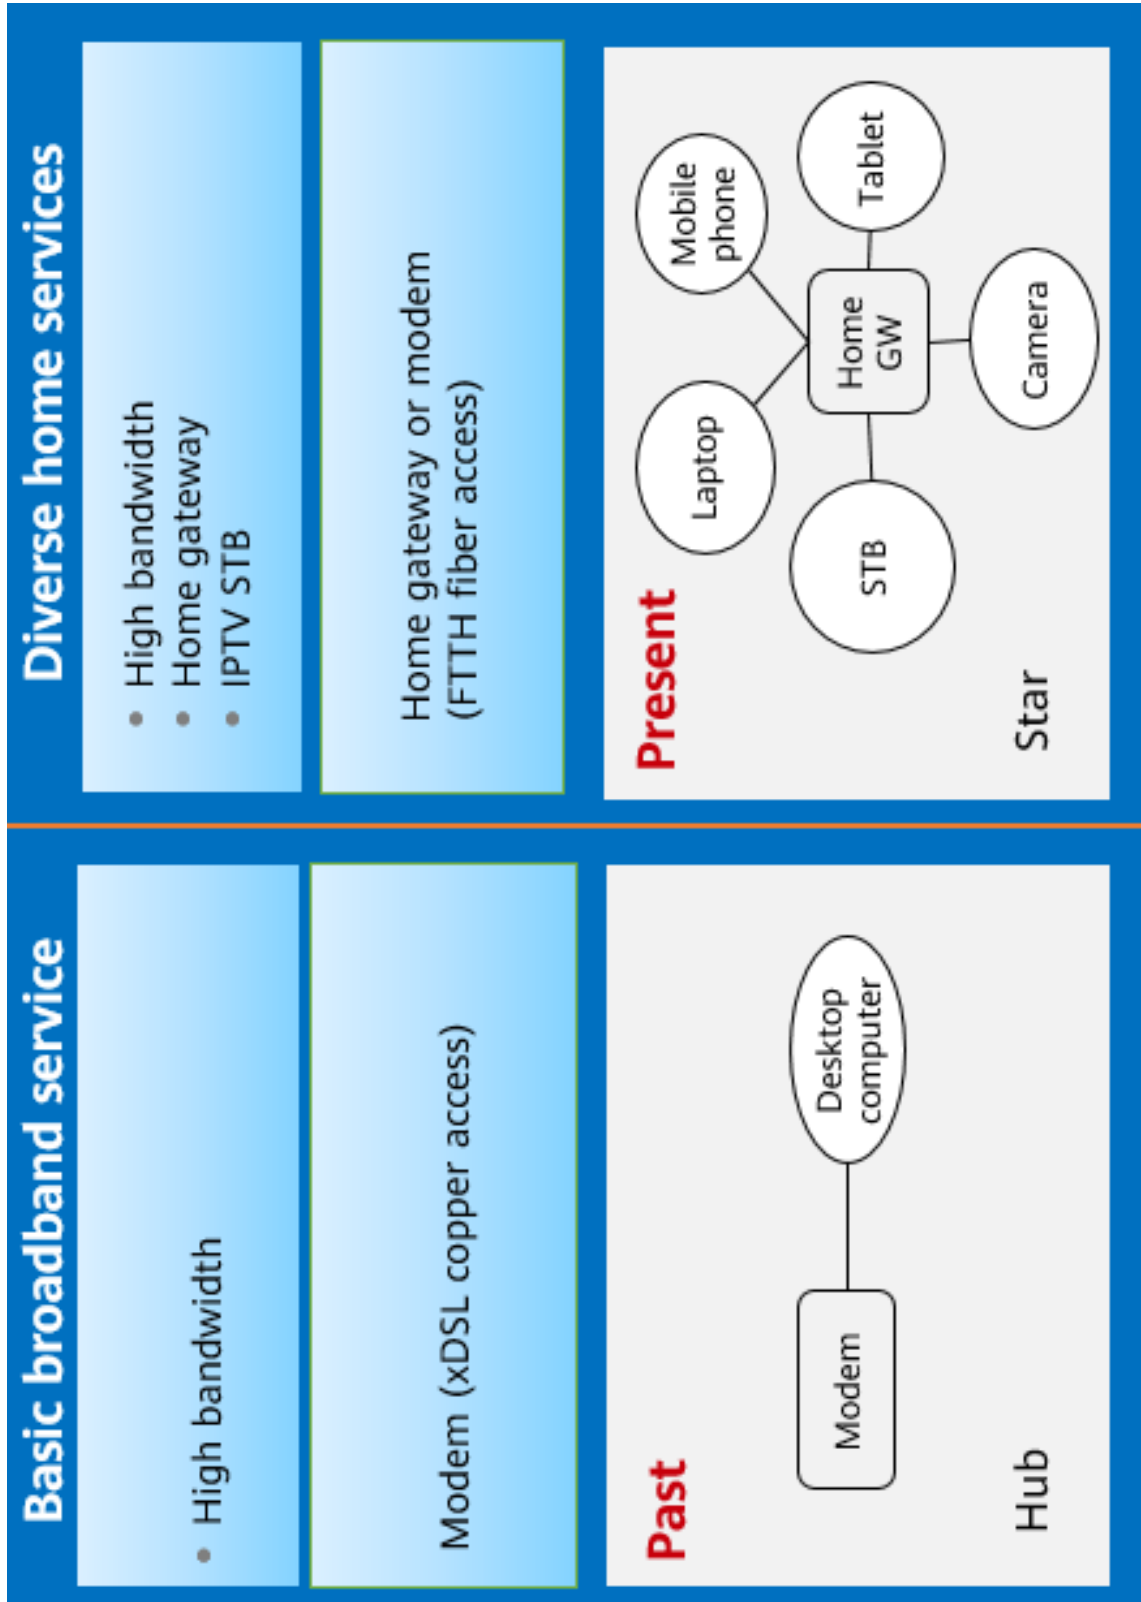 Basic broadband service
High bandwidth
Modem (xDSL copper access)
Past
Modem
Desktop
computer
Hub
Diverse home services
High bandwidth
Home gateway
IPTV STB
Home gateway or modem
(FTTH fiber access)
Present
Laptop
Mobile
phone
STB
Home
GW
Tablet
Camera
Star